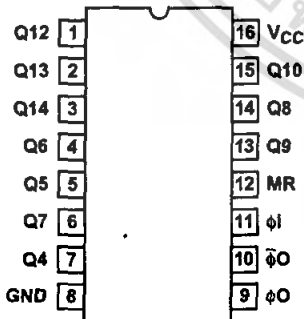 Q12 1 16 VCC
Q13 2 15 Q10
Q14 3 14 Q8
Q6 4 13 Q9
Q5 5 12 MR
Q7 6 11 ϕI
Q4 7 10 ϕ̅O
GND 8 9 ϕO